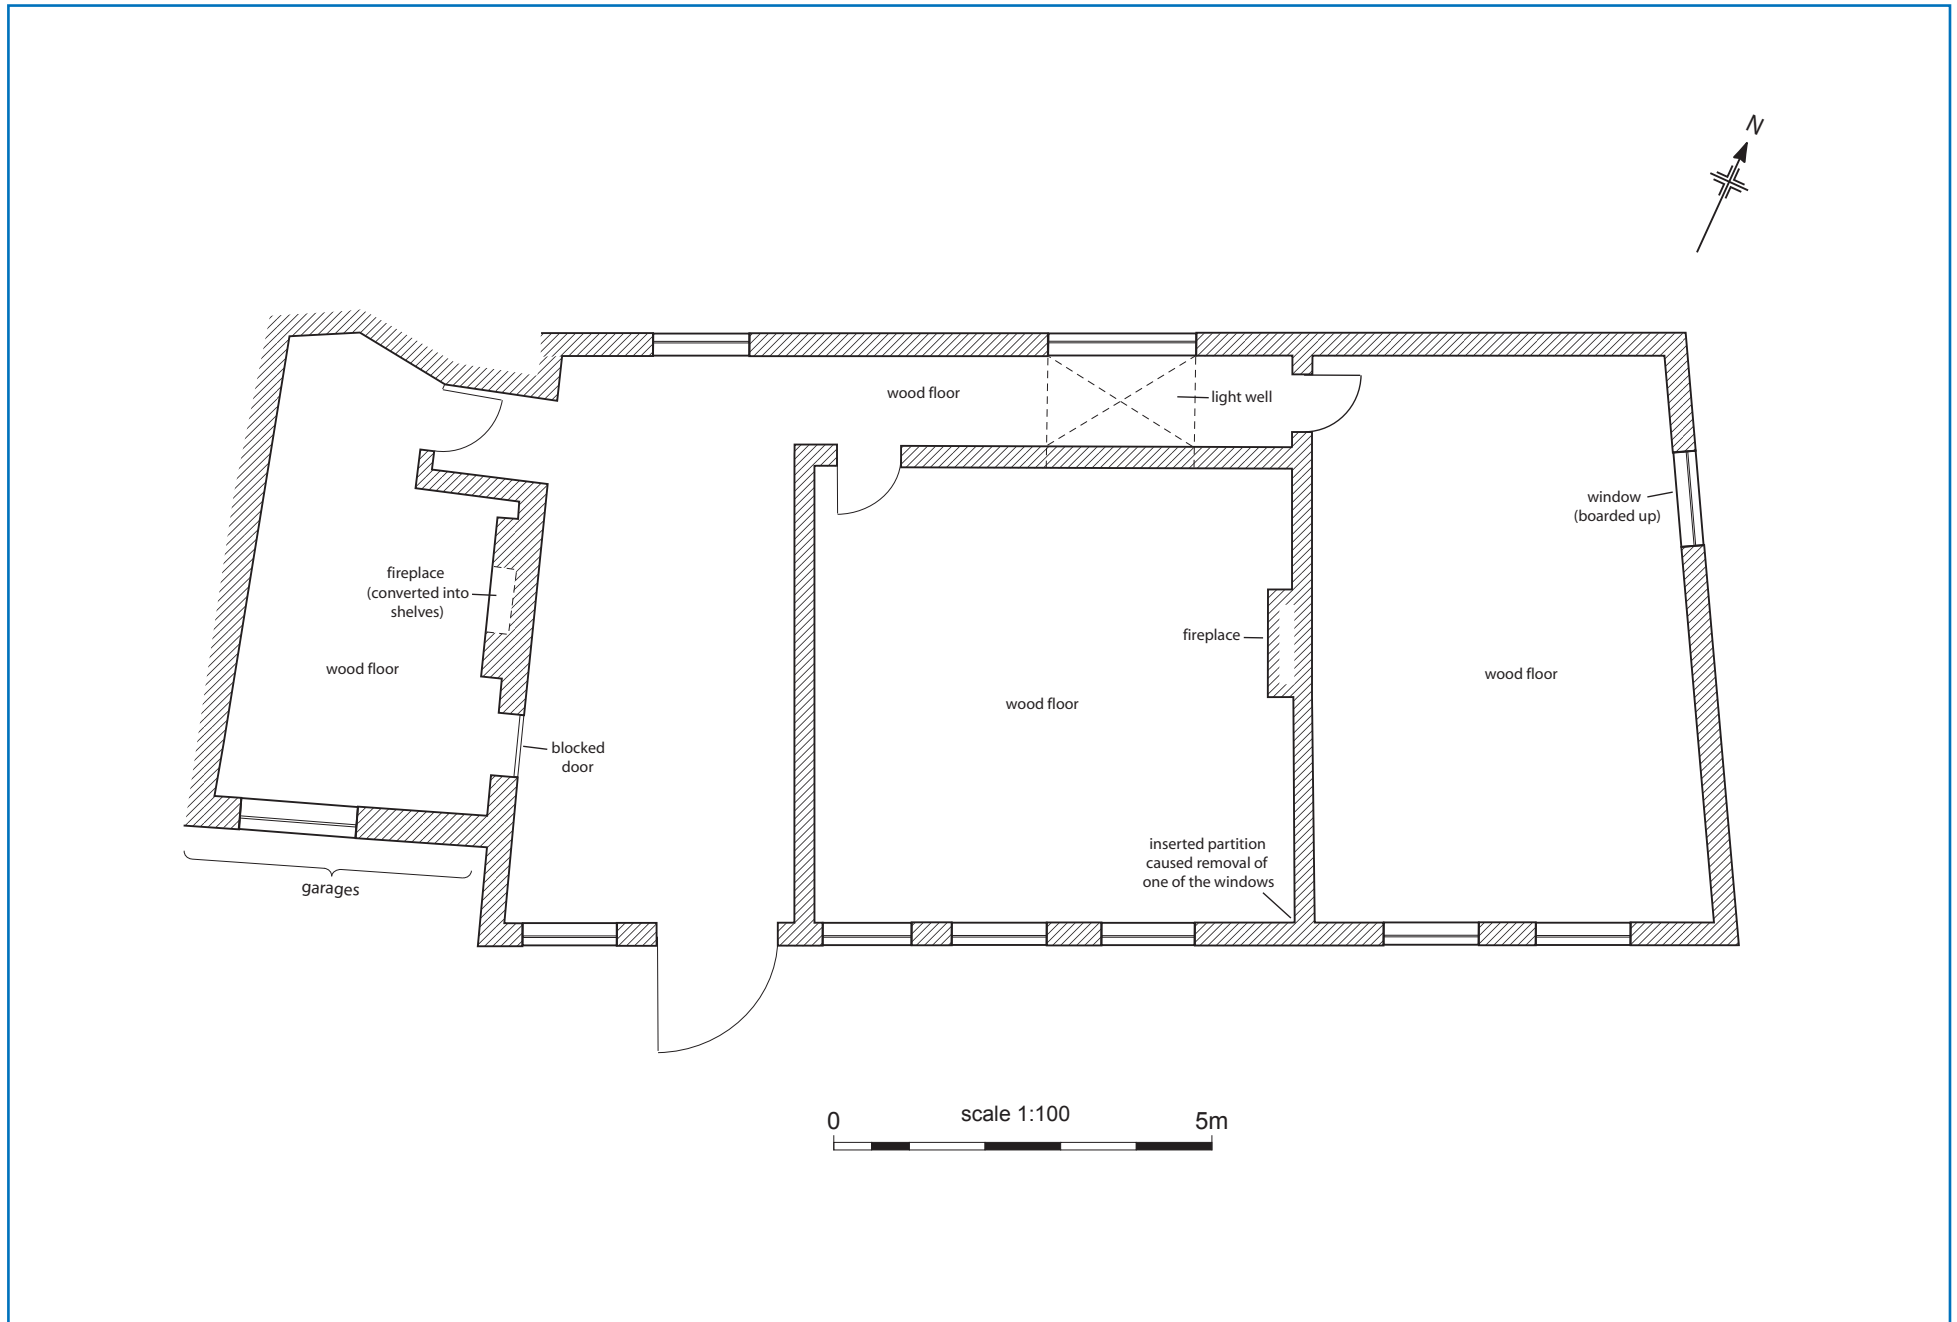 N
wood floor
light well
window
(boarded up)
fireplace
(converted into
shelves)
fireplace
wood floor
wood floor
wood floor
blocked
door
inserted partition
caused removal of
one of the windows
garages
0
scale 1:100
5m